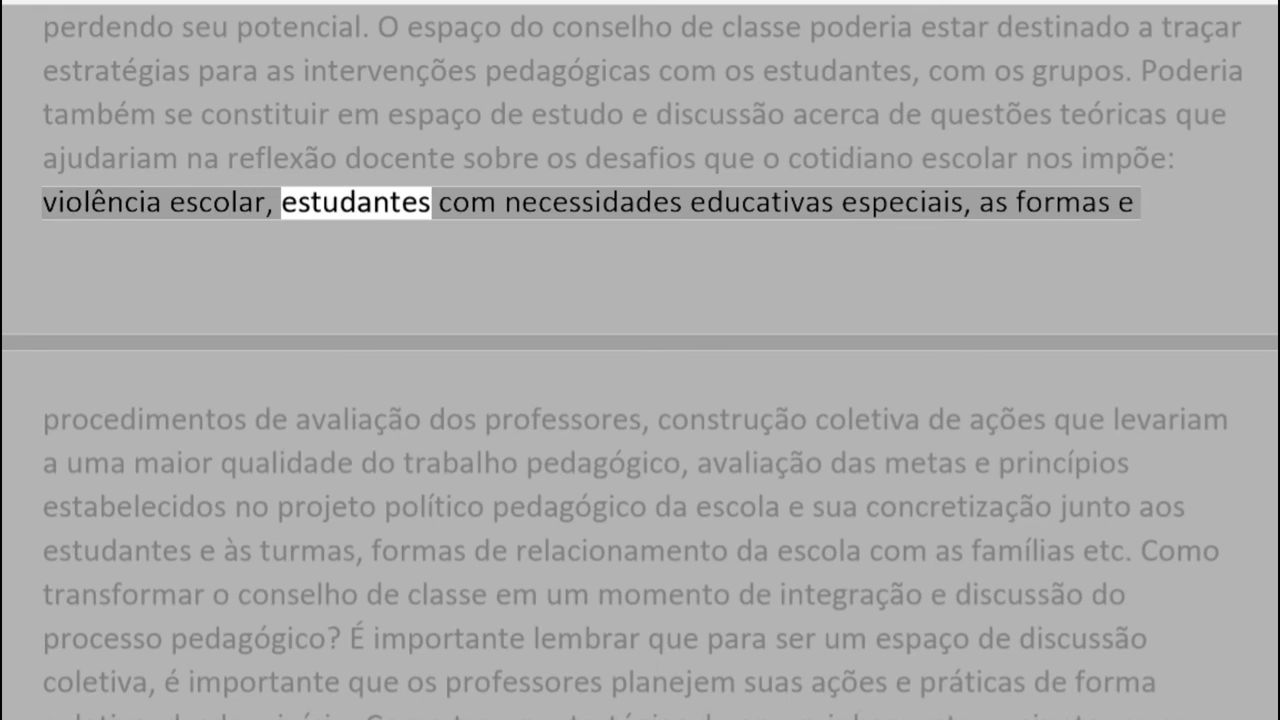 perdendo seu potencial. O espaço do conselho de classe poderia estar destinado a traçar
estratégias para as intervenções pedagógicas com os estudantes, com os grupos. Poderia
também se constituir em espaço de estudo e discussão acerca de questões teóricas que
ajudariam na reflexão docente sobre os desafios que o cotidiano escolar nos impõe:
violência escolar, estudantes com necessidades educativas especiais, as formas e
procedimentos de avaliação dos professores, construção coletiva de ações que levariam
a uma maior qualidade do trabalho pedagógico, avaliação das metas e princípios
estabelecidos no projeto político pedagógico da escola e sua concretização junto aos
estudantes e às turmas, formas de relacionamento da escola com as famílias etc. Como
transformar o conselho de classe em um momento de integração e discussão do
processo pedagógico? É importante lembrar que para ser um espaço de discussão
coletiva, é importante que os professores planejem suas ações e práticas de forma